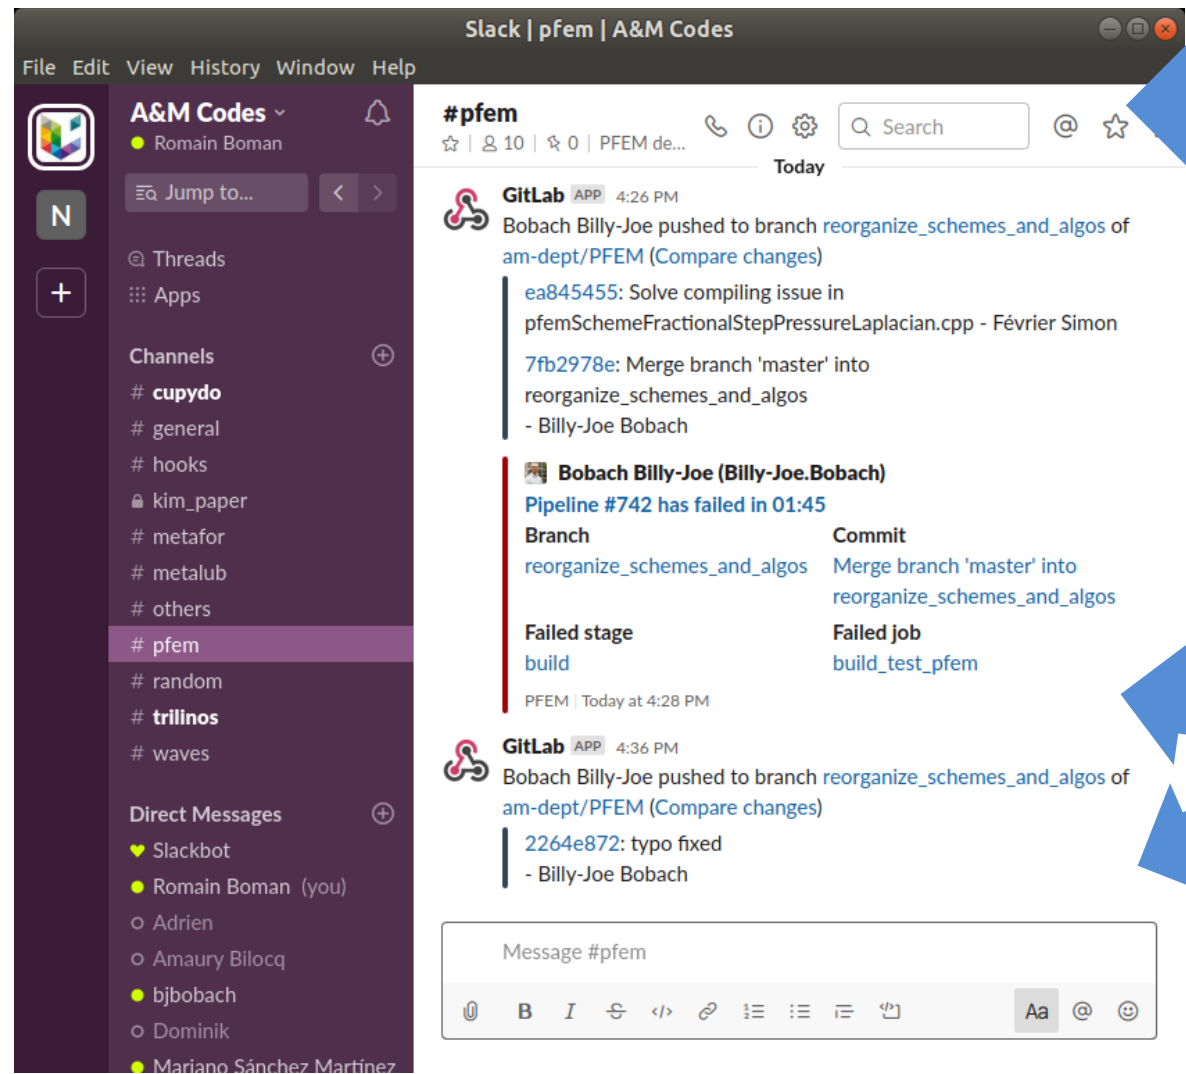 Slack | pfem | A&M Codes
File Edit View History Window Help
A&M Codes
Romain Boman
N
Jump to...
Threads
Apps
Channels
# cupydo
# general
# hooks
kim_paper
# metafor
# metalub
# others
# pfem
# random
# trilinos
# waves
Direct Messages
Slackbot
Romain Boman (you)
Adrien
Amaury Bilocq
bjbobach
Dominik
Mariano Sánchez Martínez
#pfem
10 | 0 | PFEM de...
Search
Today
GitLab APP 4:26 PM
Bobach Billy-Joe pushed to branch reorganize_schemes_and_algos of
am-dept/PFEM (Compare changes)
ea845455: Solve compiling issue in
pfemSchemeFractionalStepPressureLaplacian.cpp - Février Simon
7fb2978e: Merge branch 'master' into
reorganize_schemes_and_algos
- Billy-Joe Bobach
Bobach Billy-Joe (Billy-Joe.Bobach)
Pipeline #742 has failed in 01:45
Branch Commit
reorganize_schemes_and_algos Merge branch 'master' into
reorganize_schemes_and_algos
Failed stage Failed job
build build_test_pfem
PFEM | Today at 4:28 PM
GitLab APP 4:36 PM
Bobach Billy-Joe pushed to branch reorganize_schemes_and_algos of
am-dept/PFEM (Compare changes)
2264e872: typo fixed
- Billy-Joe Bobach
Message #pfem
B I S </> Aa @